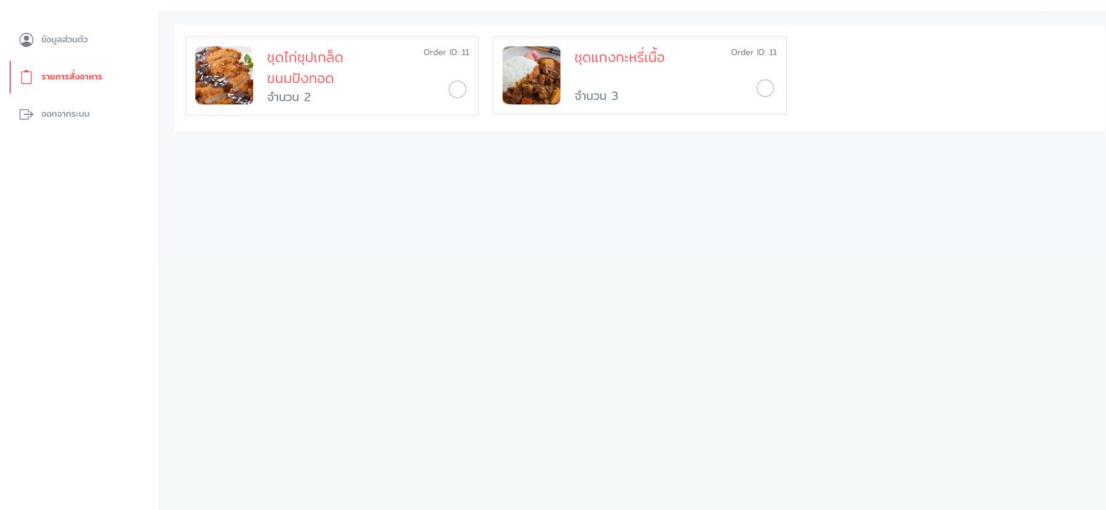 ข้อมูลส่วนตัว
รายการสั่งอาหาร
ออกจากระบบ
ชุดไก่ชุปเกล็ด
ขนมปังทอด
จำนวน 2
Order ID: 11
ชุดแกงกะหรี่เนื้อ
จำนวน 3
Order ID: 11